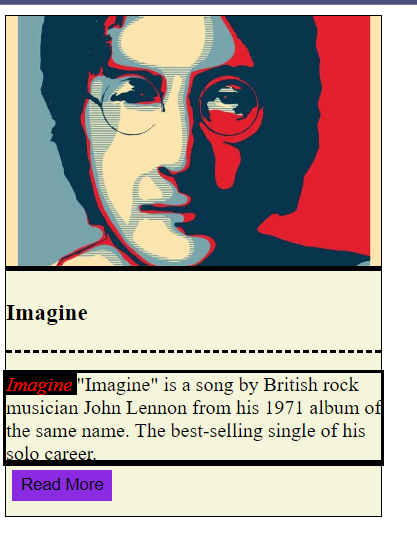 Imagine
Imagine "Imagine" is a song by British rock
musician John Lennon from his 1971 album of
the same name. The best-selling single of his
solo career.
Read More